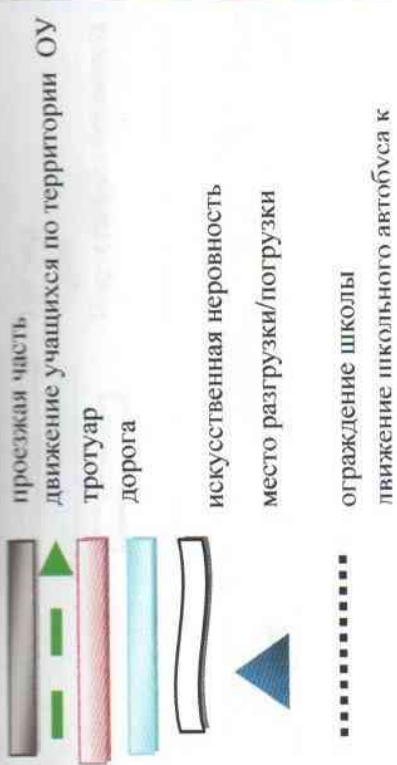 проезжая часть
движение учащихся по территории ОУ
тротуар
дорога
искусственная неровность
место разгрузки/погрузки
ограждение школы
движение школьного автобуса к